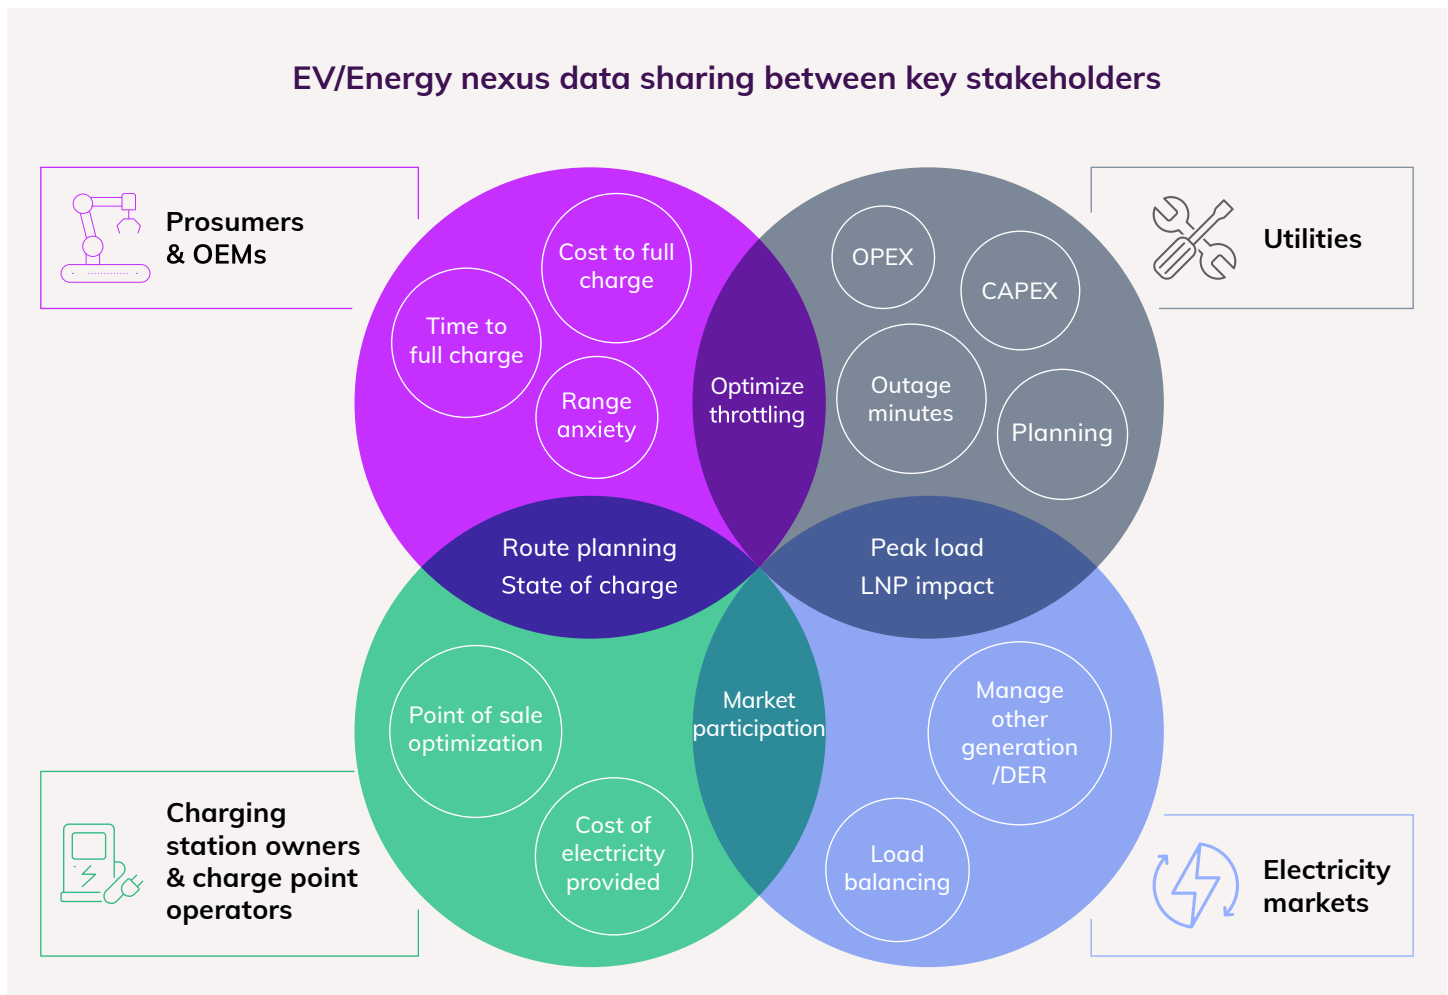 EV/Energy nexus data sharing between key stakeholders
Prosumers
& OEMs
Cost to full
charge
Time to
full charge
Range
anxiety
Optimize
throttling
OPEX
CAPEX
Outage
minutes
Planning
Utilities
Route planning
State of charge
Peak load
LNP impact
Charging
station owners
& charge point
operators
Point of sale
optimization
Cost of
electricity
provided
Market
participation
Manage
other
generation
/DER
Load
balancing
Electricity
markets